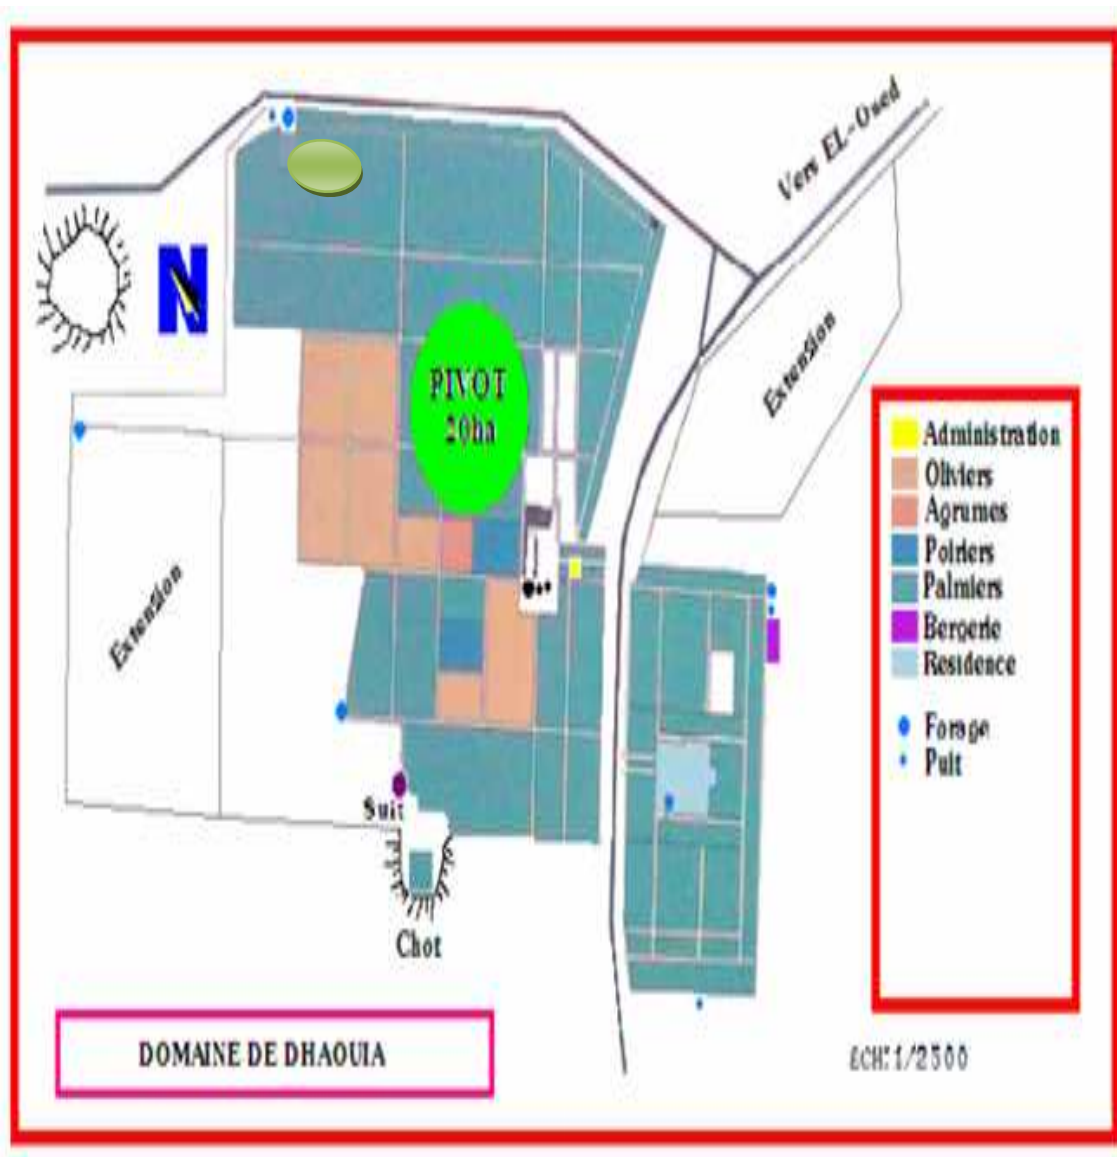 Vers EL-Oued
N
PIVOT
20ha
Extension
Extension
Administration
Oliviers
Agrumes
Poiriers
Palmiers
Bergerie
Residence
Forage
Puit
Suit
Chot
DOMAINE DE DHAOUIA
ECH:1/2500